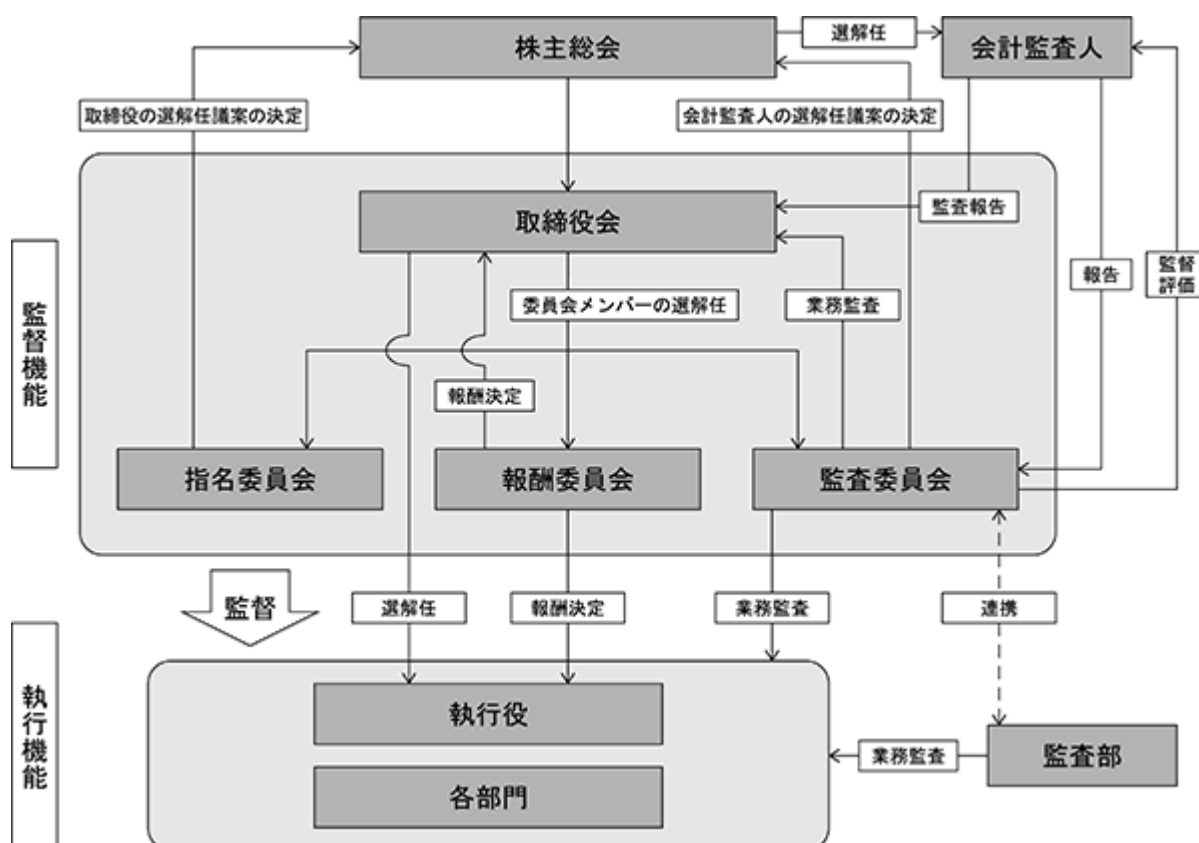 株主総会
選解任
会計監査人
取締役の選解任議案の決定
会計監査人の選解任議案の決定
取締役会
監査報告
監督機能
委員会メンバーの選解任
業務監査
報告
監督
評価
報酬決定
指名委員会
報酬委員会
監査委員会
監督
選解任
報酬決定
業務監査
連携
執行機能
執行役
業務監査
監査部
各部門